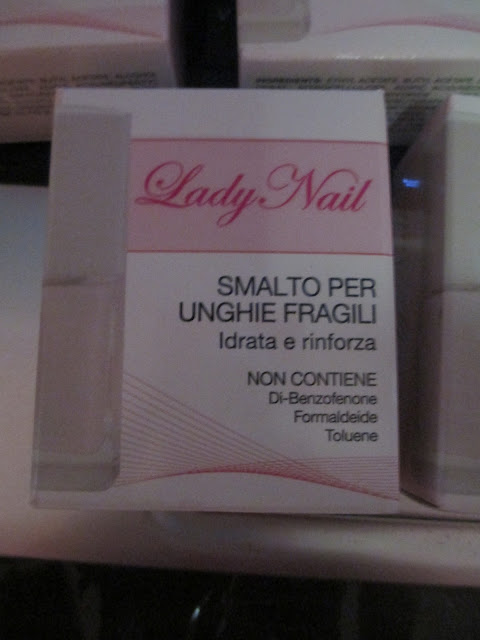 Lady Nail
SMALTO PER
UNGHIE FRAGILI
Idrata e rinforza
NON CONTIENE
Di-Benzofenone
Formaldeide
Toluene